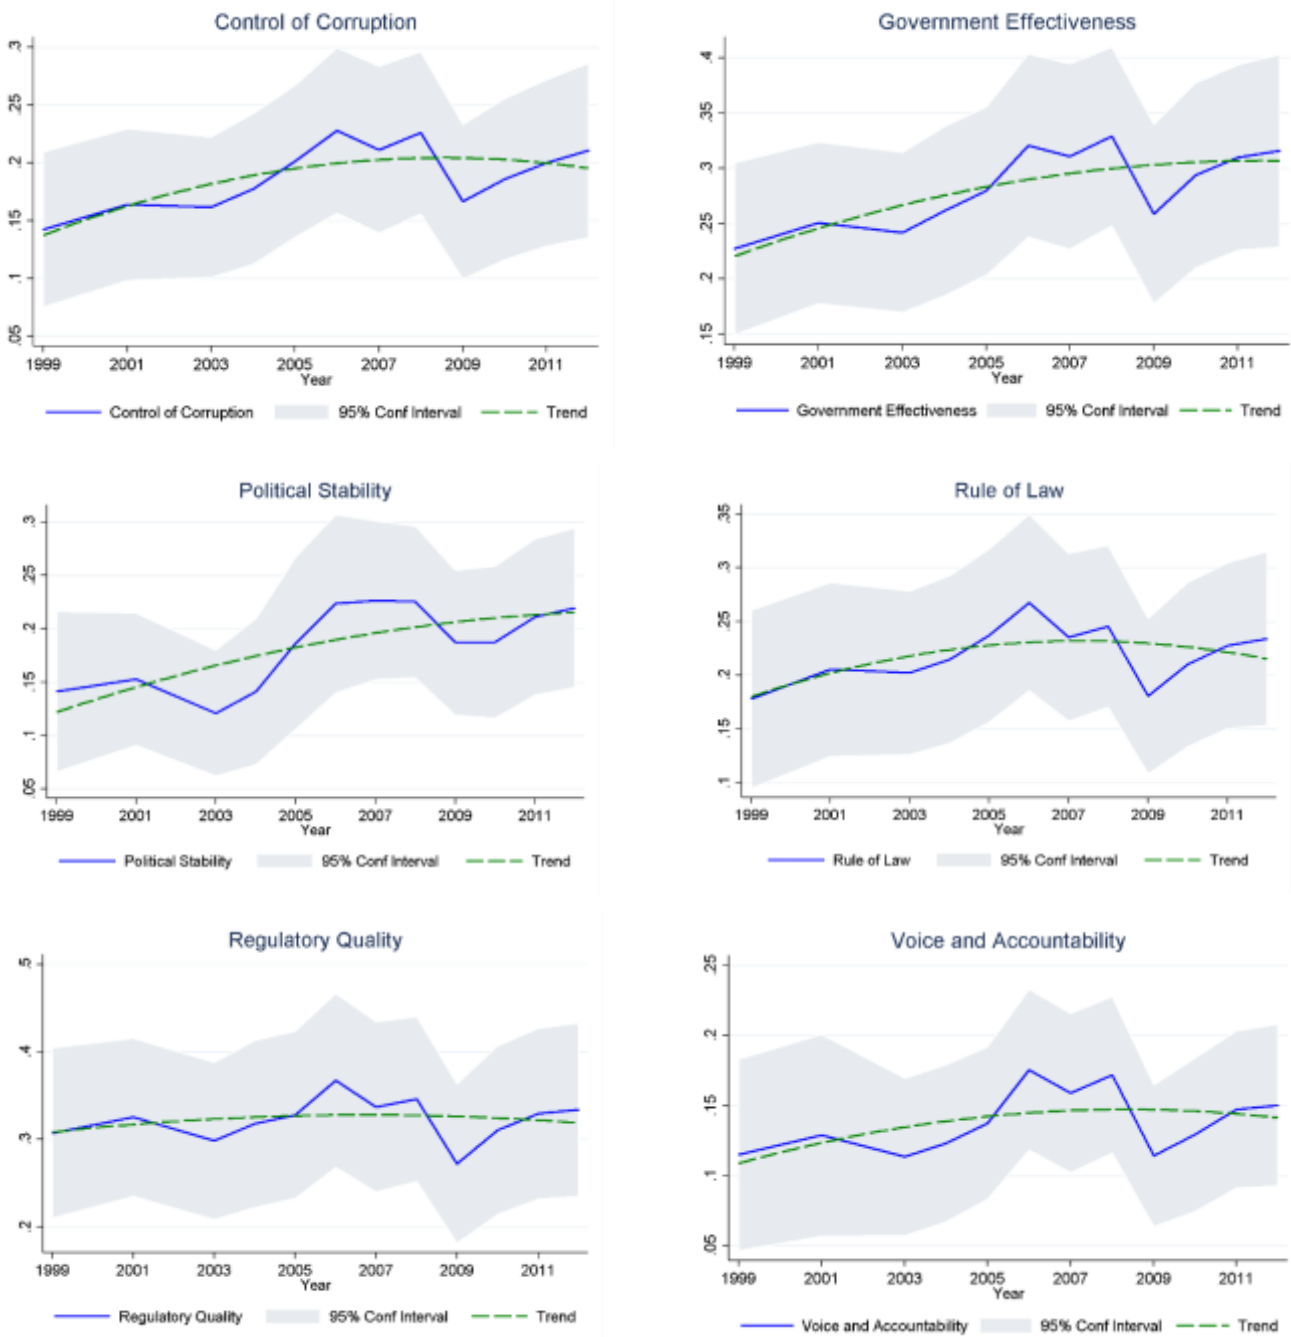 Control of Corruption
.3
.25
.2
.15
.1
.05
1999 2001 2003 2005 2007 2009 2011
Year
Control of Corruption 95% Conf Interval Trend
Government Effectiveness
.4
.35
.3
.25
.2
.15
1999 2001 2003 2005 2007 2009 2011
Year
Government Effectiveness 95% Conf Interval Trend
Political Stability
.3
.25
.2
.15
.1
.05
1999 2001 2003 2005 2007 2009 2011
Year
Political Stability 95% Conf Interval Trend
Rule of Law
.35
.3
.25
.2
.15
.1
1999 2001 2003 2005 2007 2009 2011
Year
Rule of Law 95% Conf Interval Trend
Regulatory Quality
.5
.4
.3
.2
1999 2001 2003 2005 2007 2009 2011
Year
Regulatory Quality 95% Conf Interval Trend
Voice and Accountability
.25
.2
.15
.1
.05
1999 2001 2003 2005 2007 2009 2011
Year
Voice and Accountability 95% Conf Interval Trend